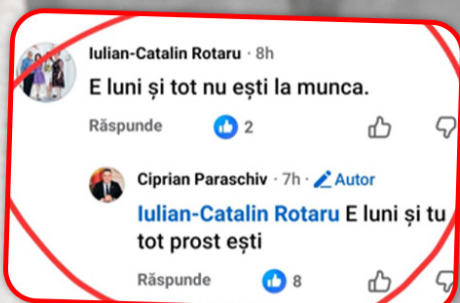 Iulian-Catalin Rotaru · 8h
E luni și tot nu ești la munca.
Răspunde 2
Ciprian Paraschiv · 7h · Autor
Iulian-Catalin Rotaru E luni și tu
tot prost ești
Răspunde 8